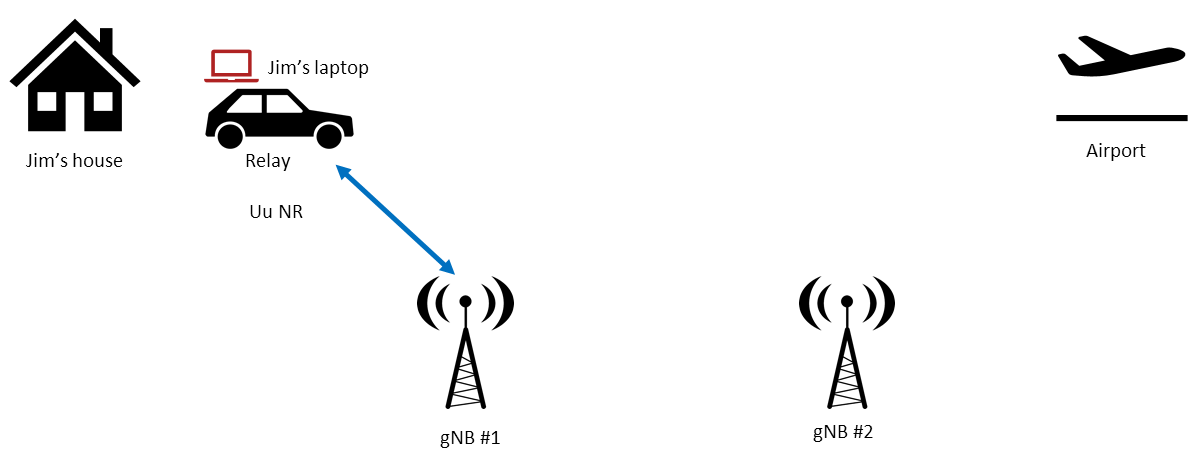 Jim's laptop
Jim's house
Relay
Airport
Uu NR
gNB #1
gNB #2